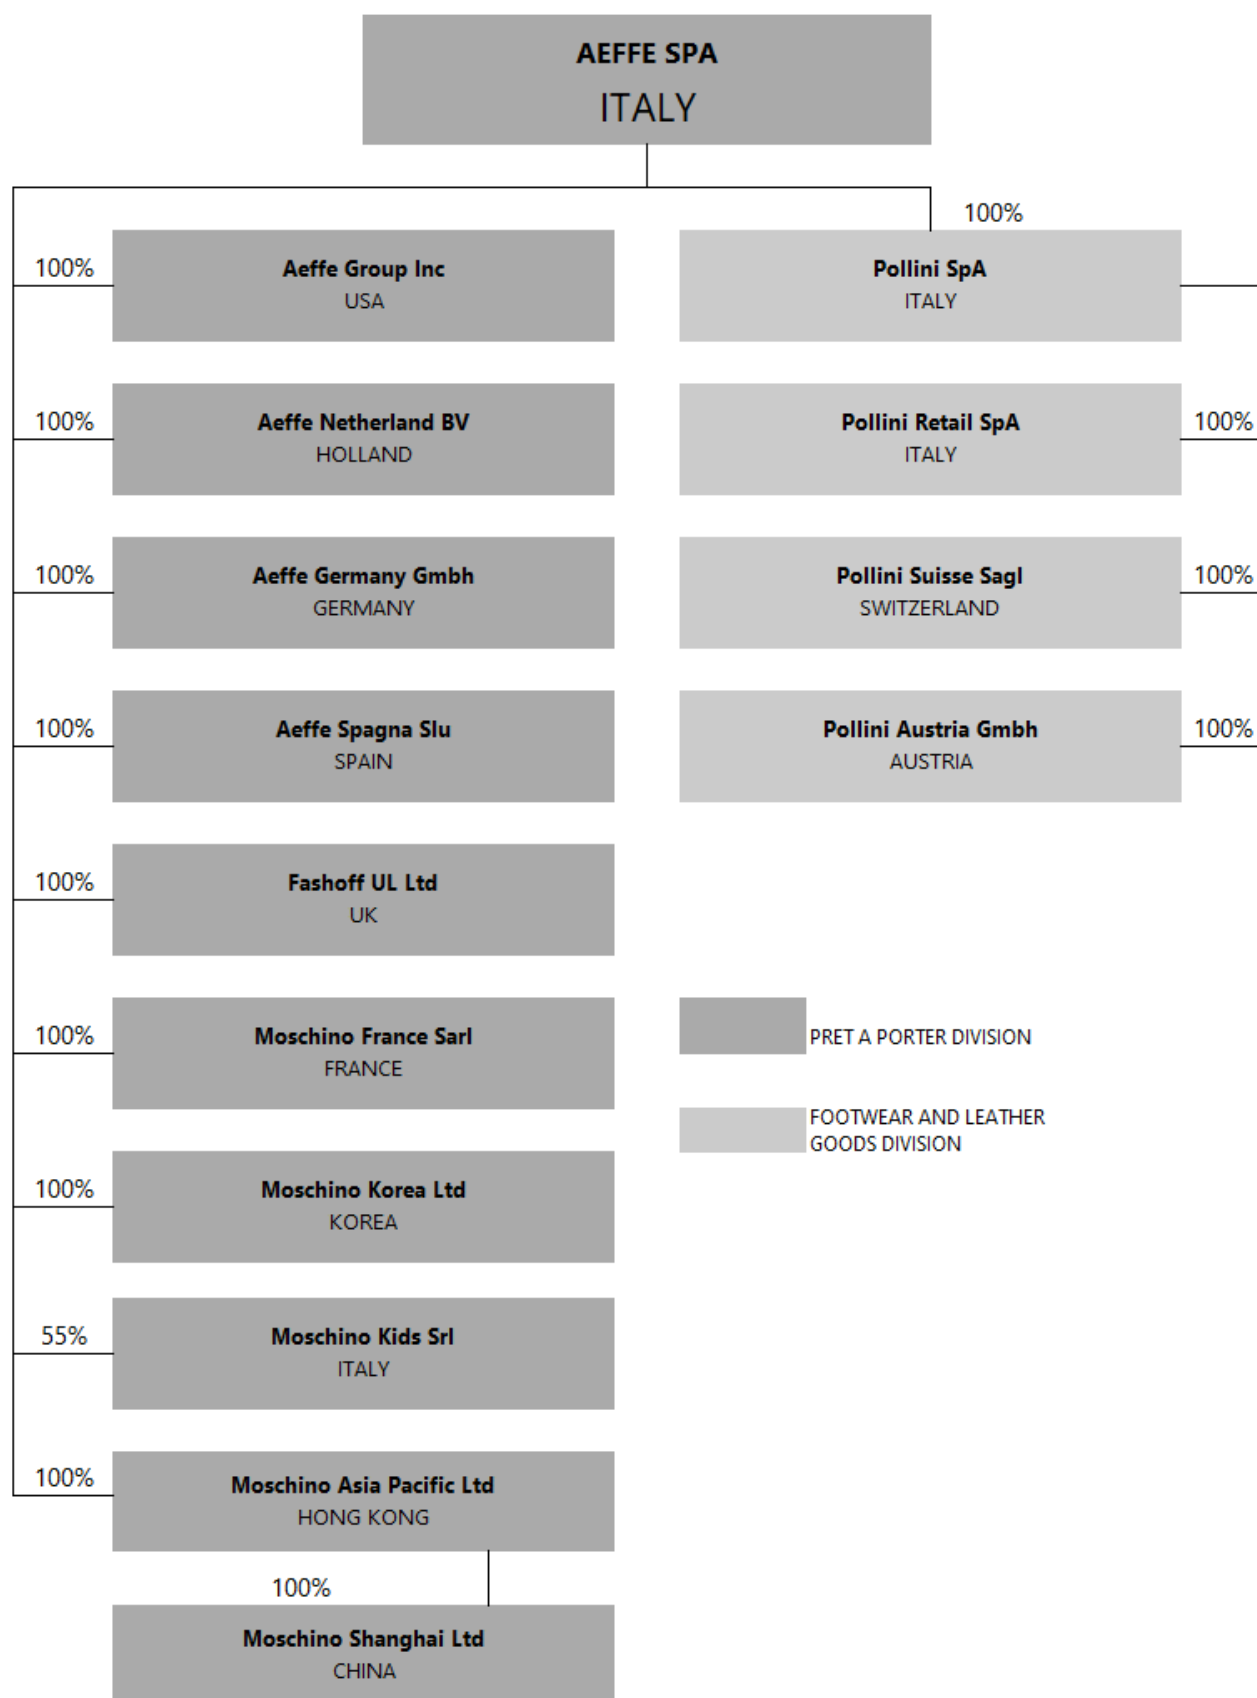 AEFFE SPA
ITALY
100%
100%
Aeffe Group Inc
USA
Pollini SpA
ITALY
100%
Aeffe Netherland BV
HOLLAND
Pollini Retail SpA
ITALY
100%
100%
Aeffe Germany Gmbh
GERMANY
Pollini Suisse Sagl
SWITZERLAND
100%
100%
Aeffe Spagna Slu
SPAIN
Pollini Austria Gmbh
AUSTRIA
100%
100%
Fashoff UL Ltd
UK
100%
Moschino France Sarl
FRANCE
PRET A PORTER DIVISION
FOOTWEAR AND LEATHER
GOODS DIVISION
100%
Moschino Korea Ltd
KOREA
55%
Moschino Kids Srl
ITALY
100%
Moschino Asia Pacific Ltd
HONG KONG
100%
Moschino Shanghai Ltd
CHINA